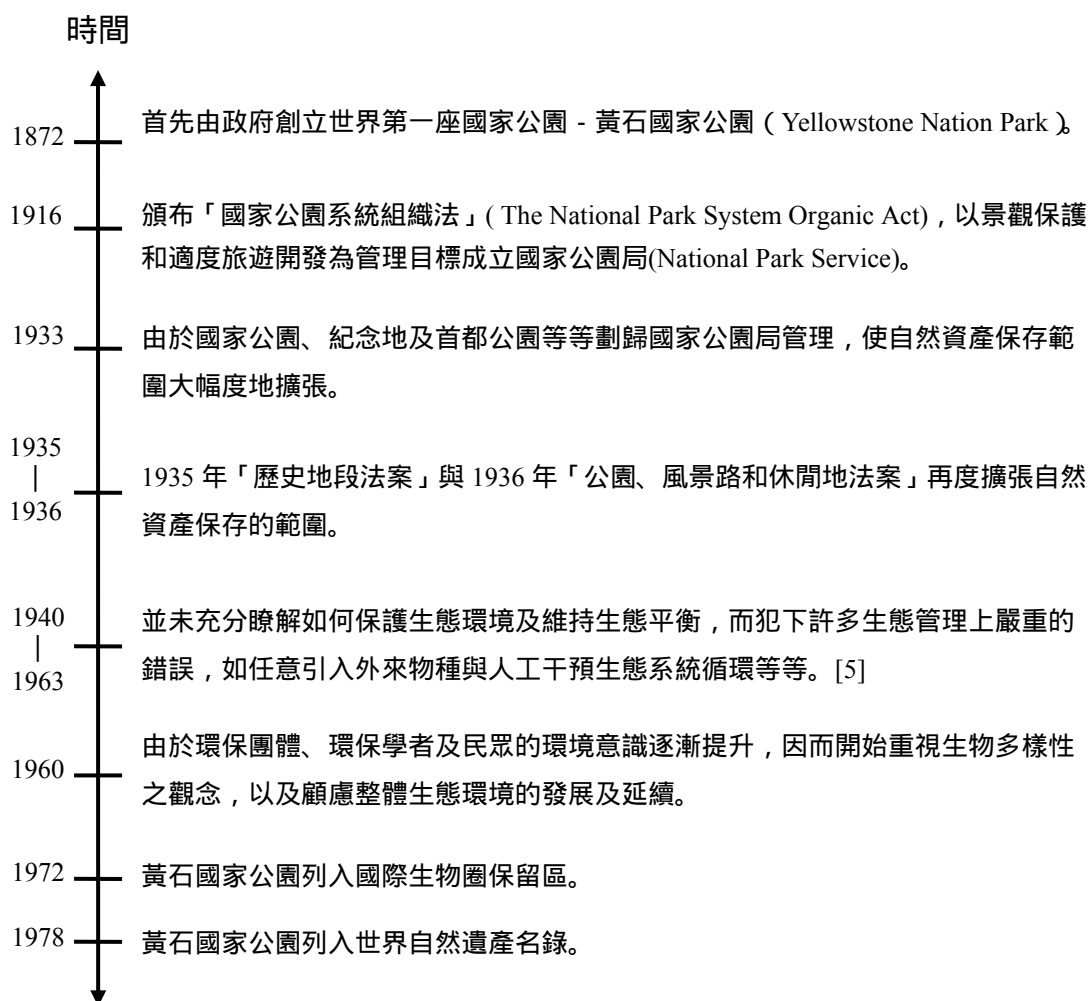 時間
1872
首先由政府創立世界第一座國家公園 - 黃石國家公園（Yellowstone Nation Park）。
1916
頒布「國家公園系統組織法」( The National Park System Organic Act)，以景觀保護
和適度旅遊開發為管理目標成立國家公園局(National Park Service)。
1933
由於國家公園、紀念地及首都公園等等劃歸國家公園局管理，使自然資產保存範
圍大幅度地擴張。
1935
|
1936
1935 年「歷史地段法案」與 1936 年「公園、風景路和休閒地法案」再度擴張自然
資產保存的範圍。
1940
|
1963
並未充分瞭解如何保護生態環境及維持生態平衡，而犯下許多生態管理上嚴重的
錯誤，如任意引入外來物種與人工干預生態系統循環等等。[5]
1960
由於環保團體、環保學者及民眾的環境意識逐漸提升，因而開始重視生物多樣性
之觀念，以及顧慮整體生態環境的發展及延續。
1972
黃石國家公園列入國際生物圈保留區。
1978
黃石國家公園列入世界自然遺產名錄。